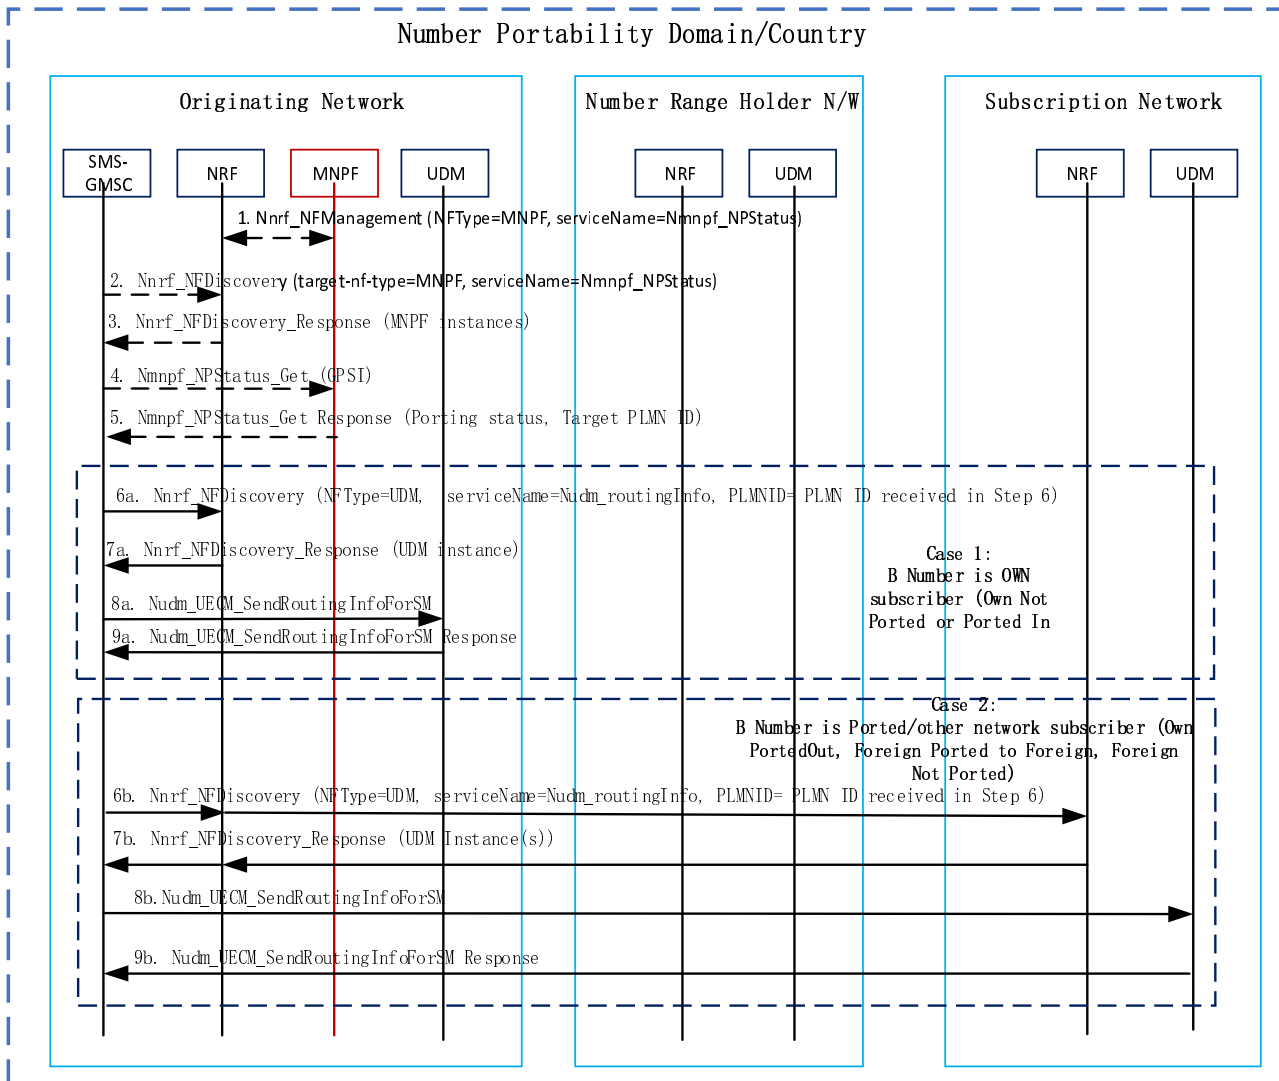 Number Portability Domain/Country
Originating Network
Number Range Holder N/W
Subscription Network
SMS-
GMSC
NRF
MNPF
UDM
NRF
UDM
NRF
UDM
1. Nnrf_NFManagement (NFType=MNPF, serviceName=Nmnpf_NPStatus)
2. Nnrf_NFDiscovery (target-nf-type=MNPF, serviceName=Nmnpf_NPStatus)
3. Nnrf_NFDiscovery_Response (MNPF instances)
4. Nmnpf_NPStatus_Get (GPSI)
5. Nmnpf_NPStatus_Get Response (Porting status, Target PLMN ID)
6a. Nnrf_NFDiscovery (NFType=UDM, serviceName=Nudm_routingInfo, PLMNID= PLMN ID received in Step 6)
7a. Nnrf_NFDiscovery_Response (UDM instance)
Case 1:
B Number is OWN
subscriber (Own Not
Ported or Ported In
8a. Nudm_UECM_SendRoutingInfoForSM
9a. Nudm_UECM_SendRoutingInfoForSM Response
Case 2:
B Number is Ported/other network subscriber (Own
PortedOut, Foreign Ported to Foreign, Foreign
Not Ported)
6b. Nnrf_NFDiscovery (NFType=UDM, serviceName=Nudm_routingInfo, PLMNID= PLMN ID received in Step 6)
7b. Nnrf_NFDiscovery_Response (UDM Instance(s))
8b.Nudm_UECM_SendRoutingInfoForSM
9b. Nudm_UECM_SendRoutingInfoForSM Response